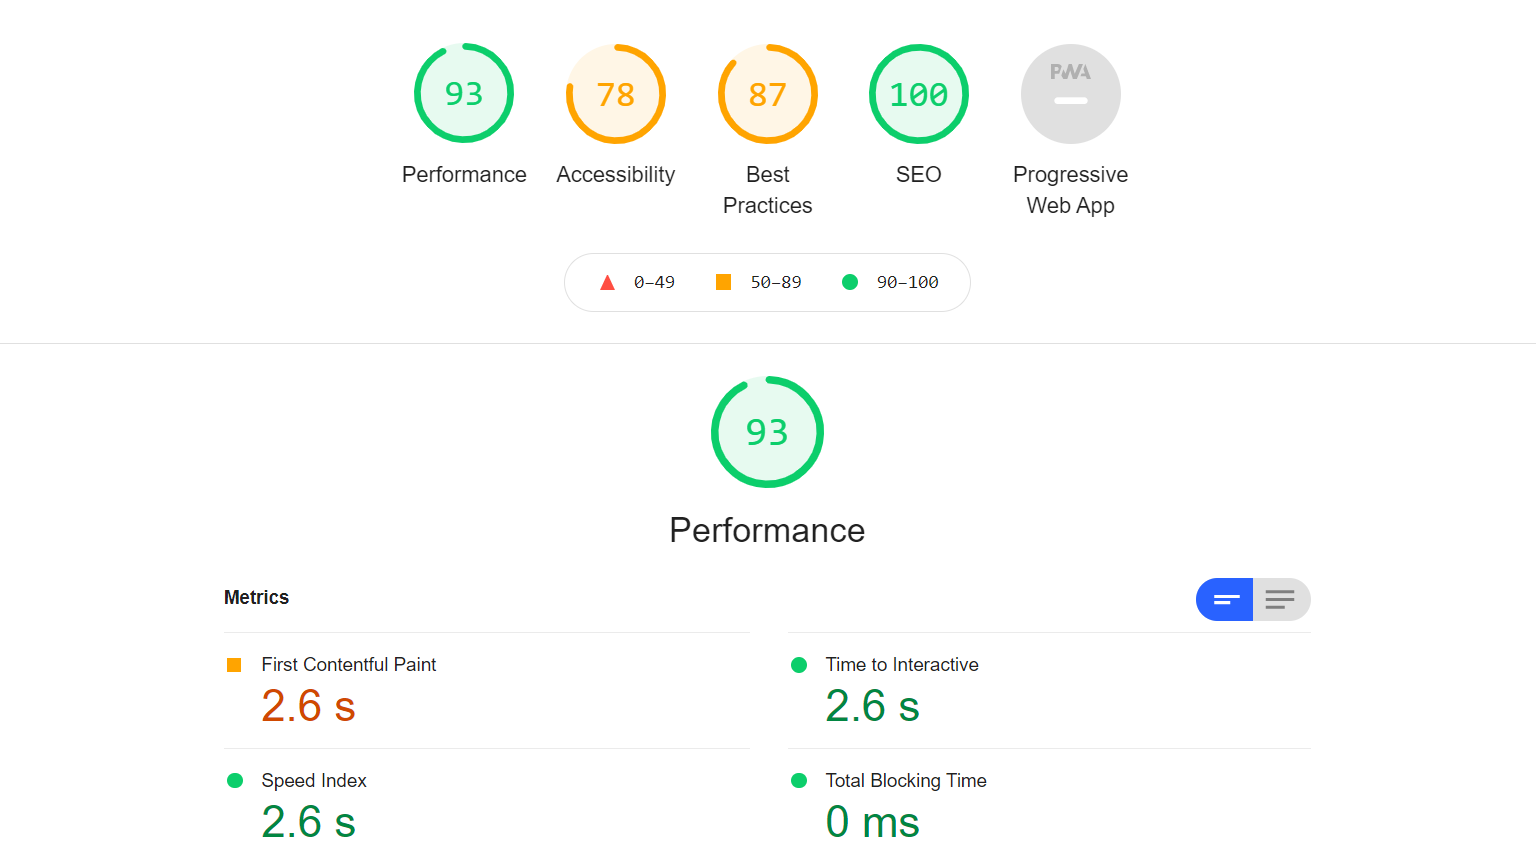 93 78 87 100 PWA
Performance Accessibility Best Practices SEO Progressive Web App
0–49 50–89 90–100
93
Performance
Metrics
First Contentful Paint
2.6 s
Time to Interactive
2.6 s
Speed Index
2.6 s
Total Blocking Time
0 ms